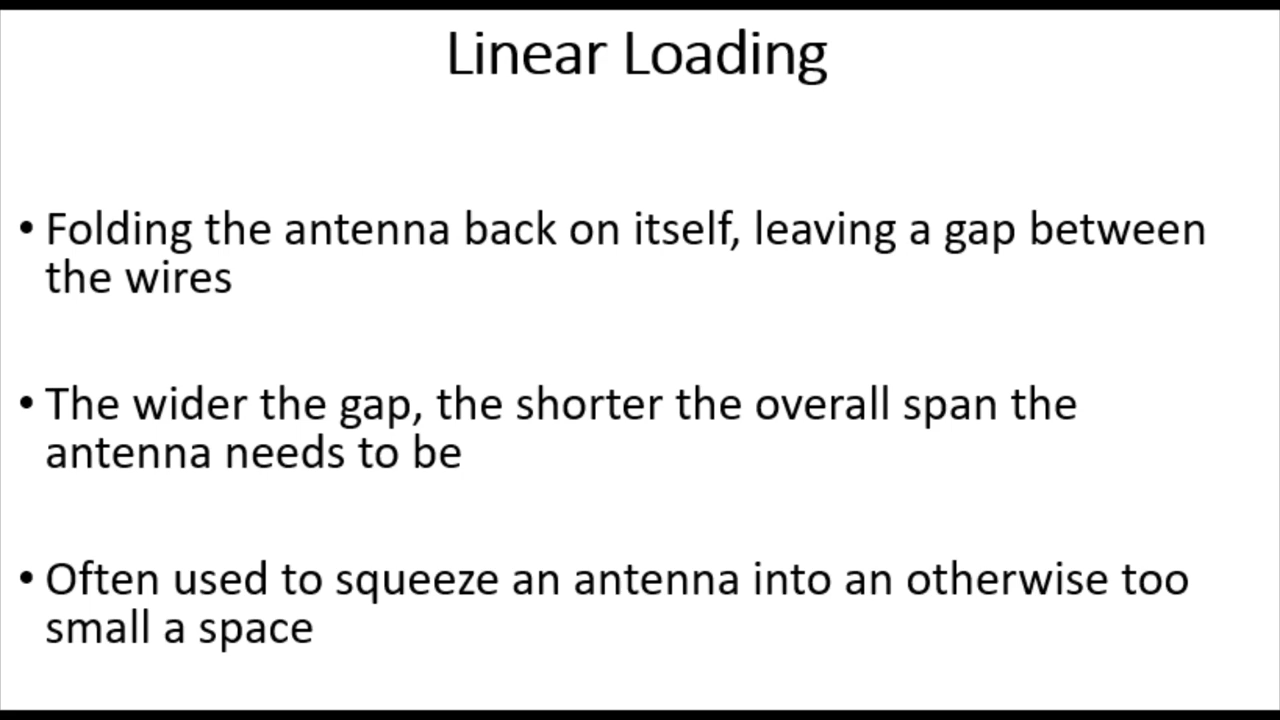 Linear Loading
• Folding the antenna back on itself, leaving a gap between
the wires
• The wider the gap, the shorter the overall span the
antenna needs to be
• Often used to squeeze an antenna into an otherwise too
small a space